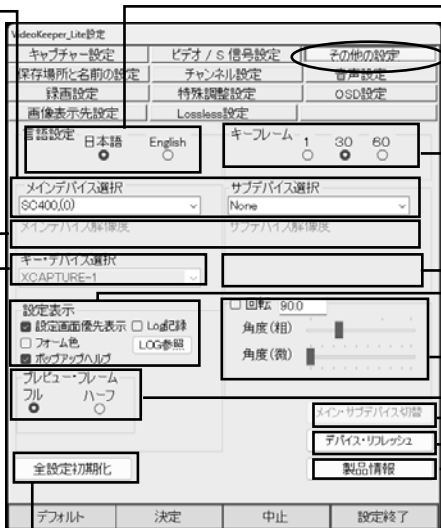 VideoKeeper_Lite設定
キャプチャー設定 ビデオ / S 信号設定 その他の設定
保存場所と名前の設定 チャンネル設定 音声設定
録画設定 特殊調整設定 OSD設定
画像表示先設定 Lossless設定
言語設定 日本語 English
キーフレーム 1 30 60
メインデバイス選択 サブデバイス選択
SC400,(0) None
メインデバイス解像度 サブデバイス解像度
キー・デバイス選択
XCAPTURE-1
設定表示
設定画面優先表示 Log記録
フォーム色 LOG参照
ポップアップヘルプ
回転 90.0
角度(粗)
角度(微)
プレビュー・フレーム
フル ハーフ
メイン・サブデバイス切替
デバイス・リフレッシュ
全設定初期化 製品情報
デフォルト 決定 中止 設定終了